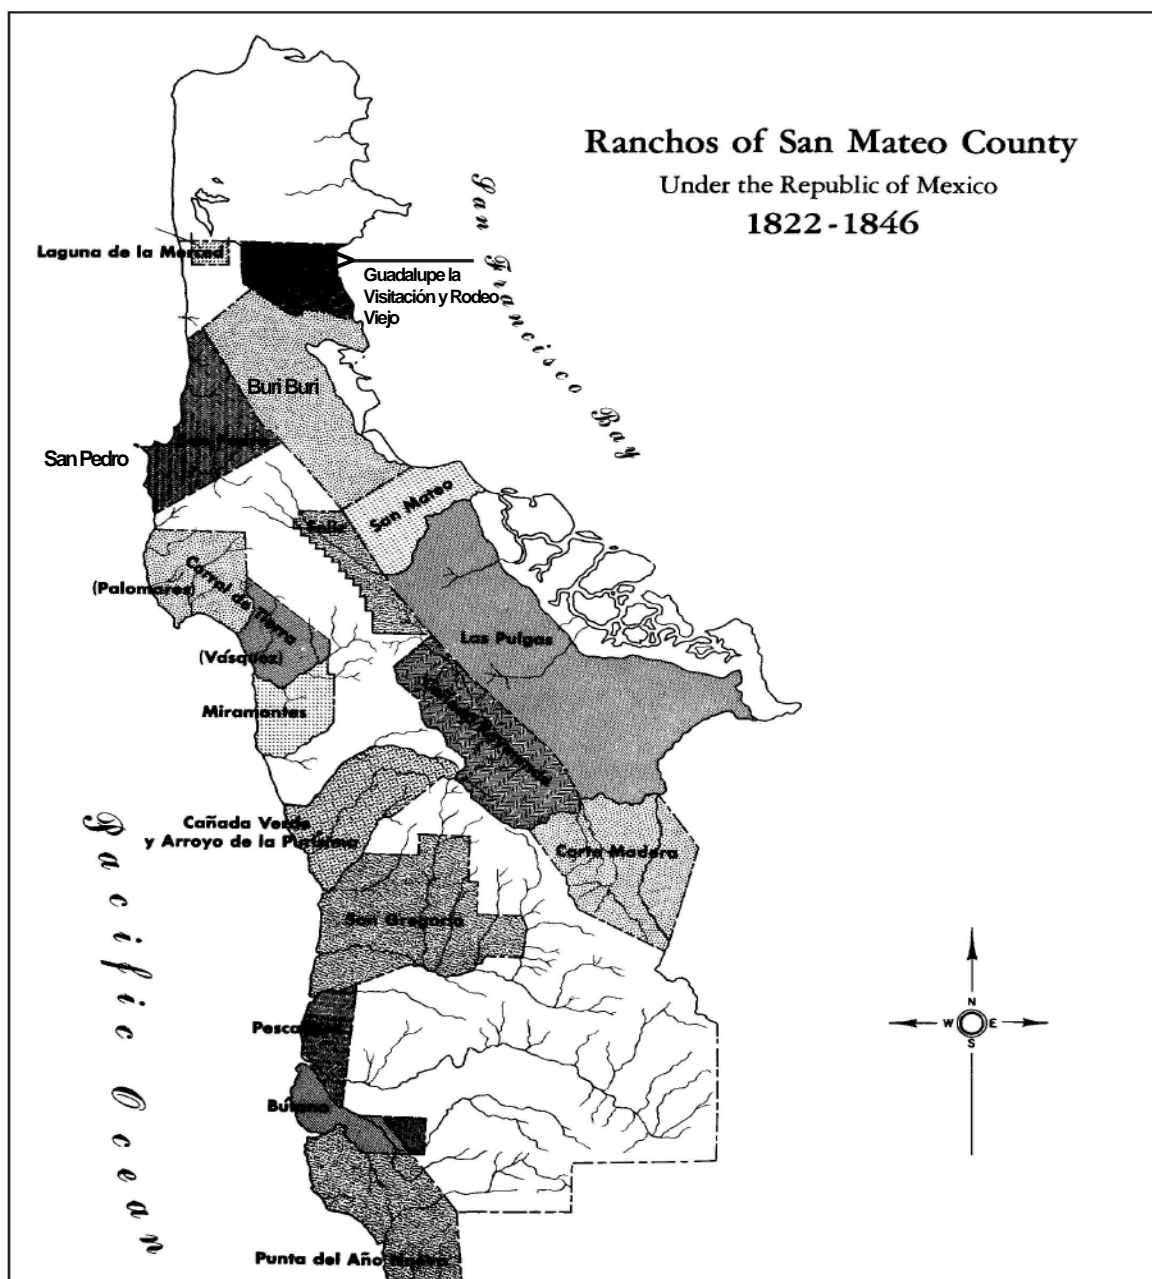 Ranchos of San Mateo County
Under the Republic of Mexico
1822-1846
San Francisco Bay
Laguna de la Merced
Guadalupe la
Visitación y Rodeo
Viejo
Buri Buri
San Pedro
San Mateo
Feliz
(Palomares)
Corral de Tierra
Las Pulgas
(Vásquez)
Miramontes
Cañada Verde
y Arroyo de la Purísima
Corte Madera
San Gregorio
Pacific Ocean
N
W
E
S
Butano
Punta del Año Nuevo